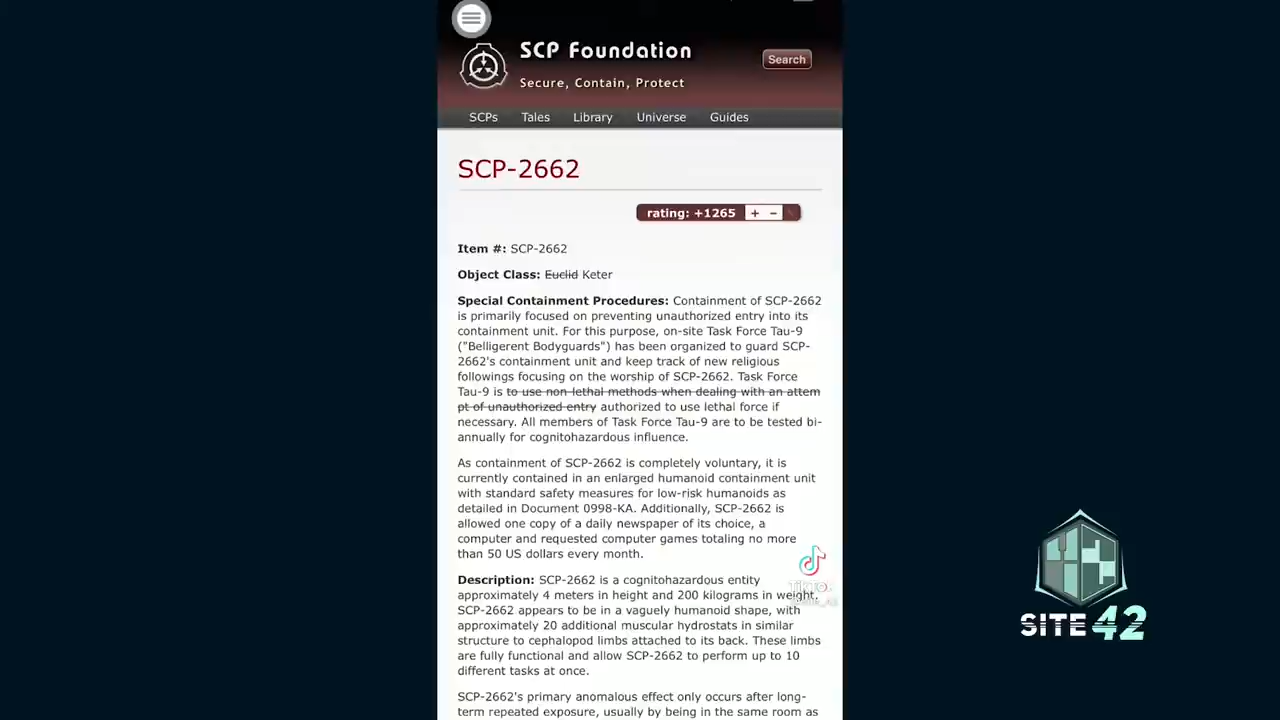 SCP Foundation
Search
Secure, Contain, Protect
SCPs Tales Library Universe Guides
SCP-2662
rating: +1265 + −
Item #: SCP-2662
Object Class: Euclid Keter
Special Containment Procedures: Containment of SCP-2662
is primarily focused on preventing unauthorized entry into its
containment unit. For this purpose, on-site Task Force Tau-9
("Belligerent Bodyguards") has been organized to guard SCP-
2662's containment unit and keep track of new religious
followings focusing on the worship of SCP-2662. Task Force
Tau-9 is to use non-lethal methods when dealing with an attem
pt of unauthorized entry authorized to use lethal force if
necessary. All members of Task Force Tau-9 are to be tested bi-
annually for cognitohazardous influence.
As containment of SCP-2662 is completely voluntary, it is
currently contained in an enlarged humanoid containment unit
with standard safety measures for low-risk humanoids as
detailed in Document 0998-KA. Additionally, SCP-2662 is
allowed one copy of a daily newspaper of its choice, a
computer and requested computer games totaling no more
than 50 US dollars every month.
Description: SCP-2662 is a cognitohazardous entity
approximately 4 meters in height and 200 kilograms in weight.
SCP-2662 appears to be in a vaguely humanoid shape, with
approximately 20 additional muscular hydrostats in similar
structure to cephalopod limbs attached to its back. These limbs
are fully functional and allow SCP-2662 to perform up to 10
different tasks at once.
SCP-2662's primary anomalous effect only occurs after long-
term repeated exposure, usually by being in the same room as
TikTok
SITE 42